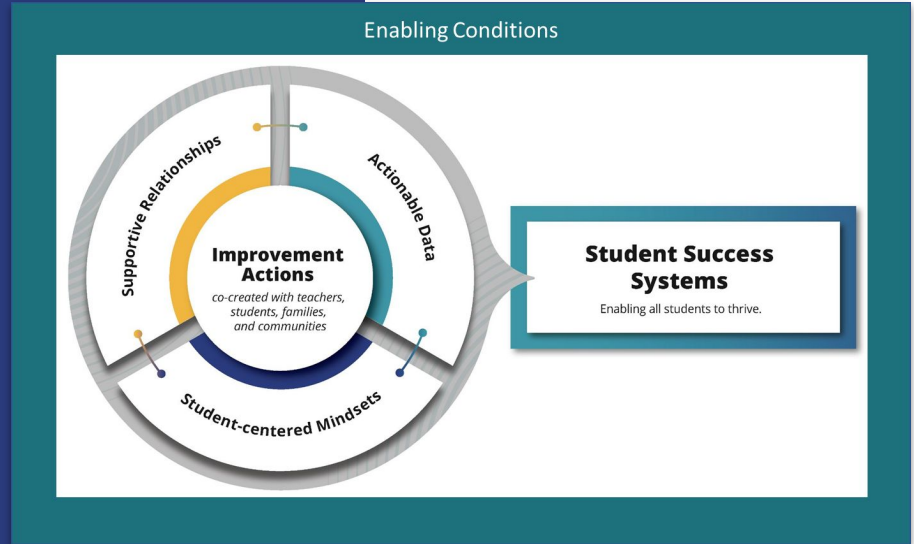 Enabling Conditions
Supportive Relationships
Actionable Data
Improvement
Actions
co-created with teachers,
students, families,
and communities
Student-centered Mindsets
Student Success
Systems
Enabling all students to thrive.